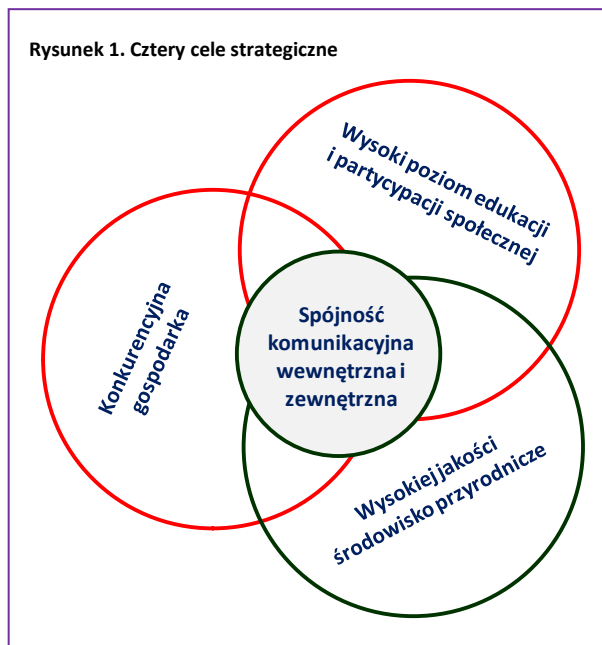 Rysunek 1. Cztery cele strategiczne
Wysoki poziom edukacji
i partycypacji społecznej
Konkurencyjna
gospodarka
Spójność
komunikacyjna
wewnętrzna i
zewnętrzna
Wysokiej jakości
środowisko przyrodnicze